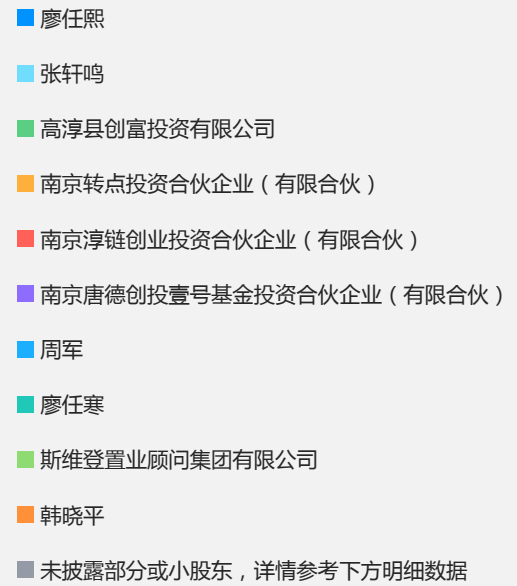 廖任熙
张轩鸣
高淳县创富投资有限公司
南京转点投资合伙企业（有限合伙）
南京淳链创业投资合伙企业（有限合伙）
南京唐德创投壹号基金投资合伙企业（有限合伙）
周军
廖任寒
斯维登置业顾问集团有限公司
韩晓平
未披露部分或小股东，详情参考下方明细数据